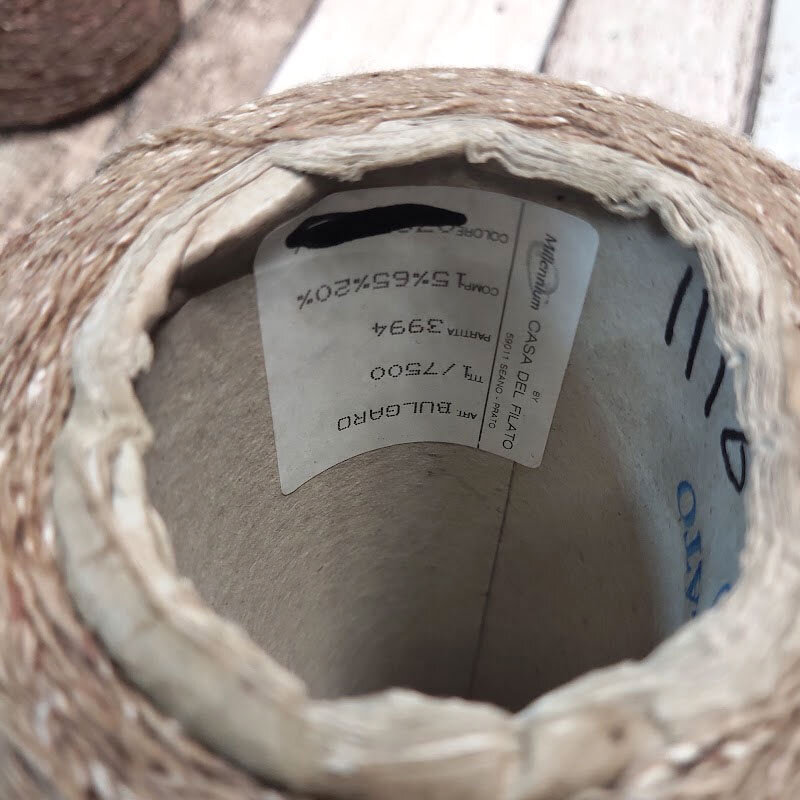 Millennium
BY
CASA DEL FILATO
59011 SEANO - PRATO
ART. BULGARO
TIT. 1/7500
PARTITA 3994
COMP. 15%65%20%
COLORE
ATO